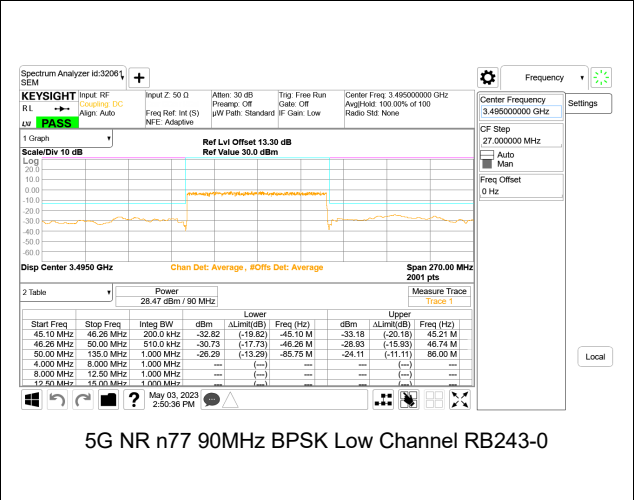 Spectrum Analyzer id:32061
SEM
Frequency
KEYSIGHT
RL
PASS
Input: RF
Coupling: DC
Align: Auto
Input Z: 50 Ω
Freq Ref: Int (S)
NFE: Adaptive
Atten: 30 dB
Preamp: Off
µW Path: Standard
Trig: Free Run
Gate: Off
IF Gain: Low
Center Freq: 3.495000000 GHz
Avg|Hold: 100.00% of 100
Radio Std: None
Center Frequency
3.495000000 GHz
Settings
CF Step
27.000000 MHz
Auto
Man
Freq Offset
0 Hz
Local
1 Graph
Scale/Div 10 dB
Ref Lvl Offset 13.30 dB
Ref Value 30.0 dBm
Log
20.0
10.0
0.00
-10.0
-20.0
-30.0
-40.0
-50.0
-60.0
Disp Center 3.4950 GHz
Chan Det: Average, #Offs Det: Average
Span 270.00 MHz
2001 pts
2 Table
Power
28.47 dBm / 90 MHz
Measure Trace
Trace 1
Lower Upper
Start Freq Stop Freq Integ BW dBm ΔLimit(dB) Freq (Hz) dBm ΔLimit(dB) Freq (Hz)
45.10 MHz 46.26 MHz 200.0 kHz -32.82 (-19.82) -45.10 M -33.18 (-20.18) 45.21 M
46.26 MHz 50.00 MHz 510.0 kHz -30.73 (-17.73) -46.26 M -28.93 (-15.93) 46.74 M
50.00 MHz 135.0 MHz 1.000 MHz -26.29 (-13.29) -85.75 M -24.11 (-11.11) 86.00 M
4.000 MHz 8.000 MHz 1.000 MHz --- (---) --- --- (---) ---
8.000 MHz 12.50 MHz 1.000 MHz --- (---) --- --- (---) ---
12.50 MHz 15.00 MHz 1.000 MHz --- (---) --- --- (---) ---
May 03, 2023
2:50:36 PM
5G NR n77 90MHz BPSK Low Channel RB243-0